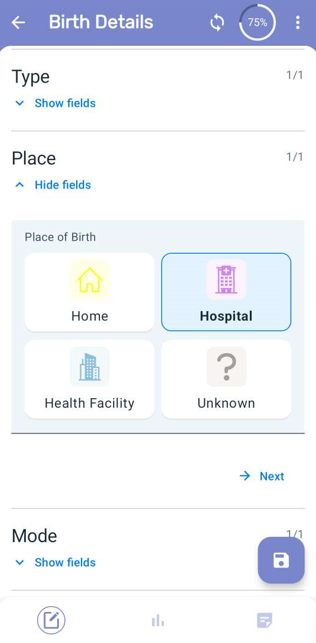 Birth Details
75%
Type
1/1
Show fields
Place
1/1
Hide fields
Place of Birth
Home
Hospital
Health Facility
?
Unknown
Next
Mode
1/1
Show fields